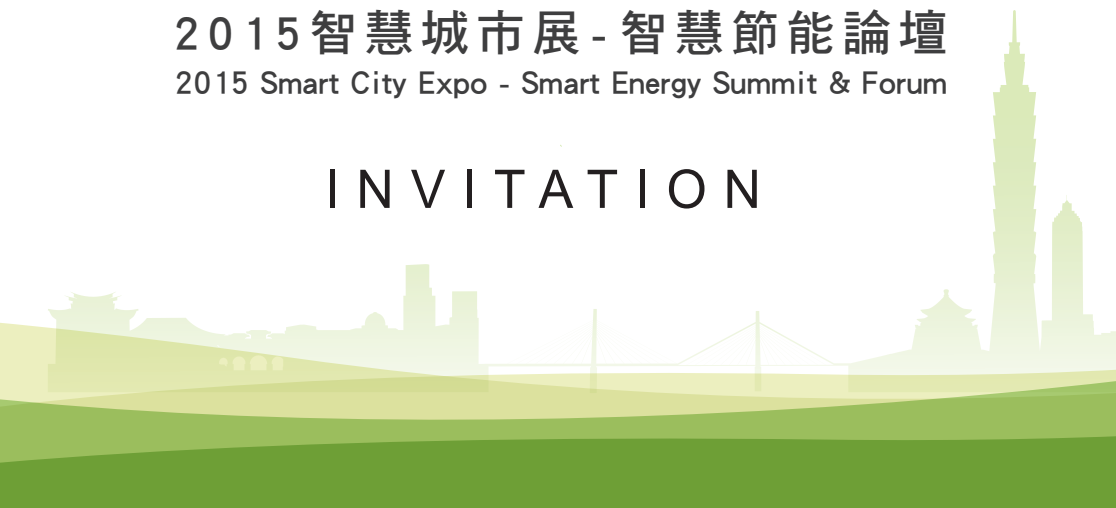 2015智慧城市展-智慧節能論壇
2015 Smart City Expo - Smart Energy Summit & Forum
INVITATION